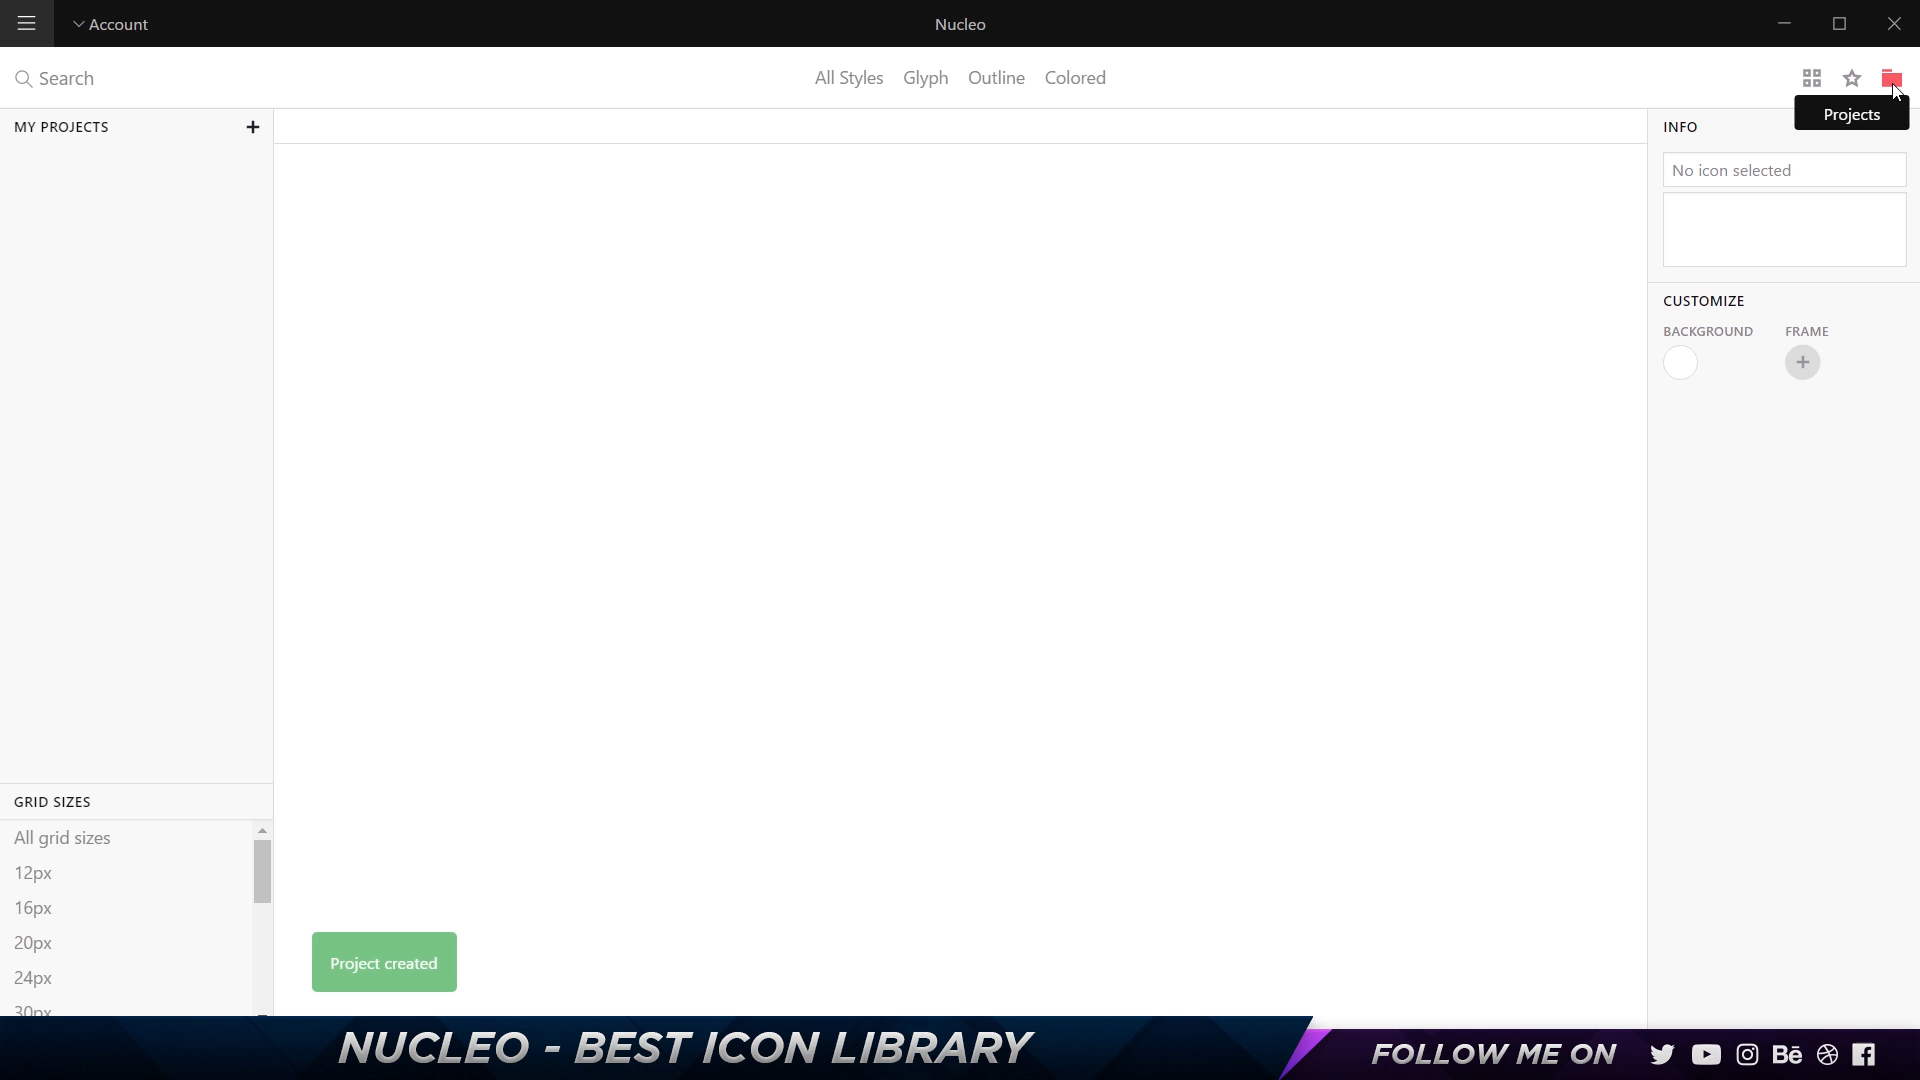 Account
Nucleo
Search
All Styles Glyph Outline Colored
Projects
MY PROJECTS
INFO
No icon selected
CUSTOMIZE
BACKGROUND FRAME
GRID SIZES
All grid sizes
12px
16px
20px
24px
30px
Project created
NUCLEO - BEST ICON LIBRARY
FOLLOW ME ON
Bē